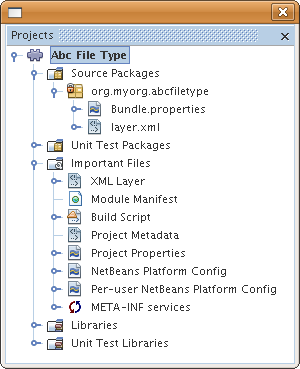 Projects
Abc File Type
Source Packages
org.myorg.abcfiletype
Bundle.properties
layer.xml
Unit Test Packages
Important Files
XML Layer
Module Manifest
Build Script
Project Metadata
Project Properties
NetBeans Platform Config
Per-user NetBeans Platform Config
META-INF services
Libraries
Unit Test Libraries